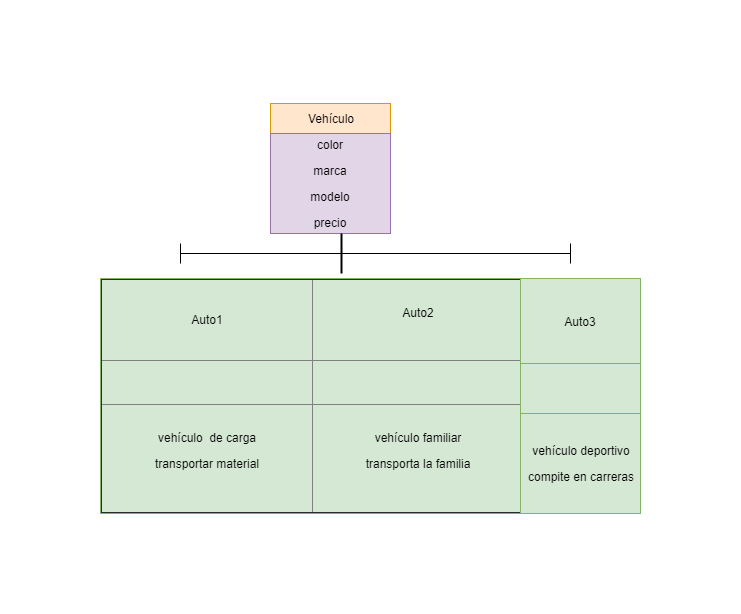 Vehículo
color
marca
modelo
precio
Auto1
Auto2
Auto3
vehículo  de carga
transportar material
vehículo familiar
transporta la familia
vehículo deportivo
compite en carreras